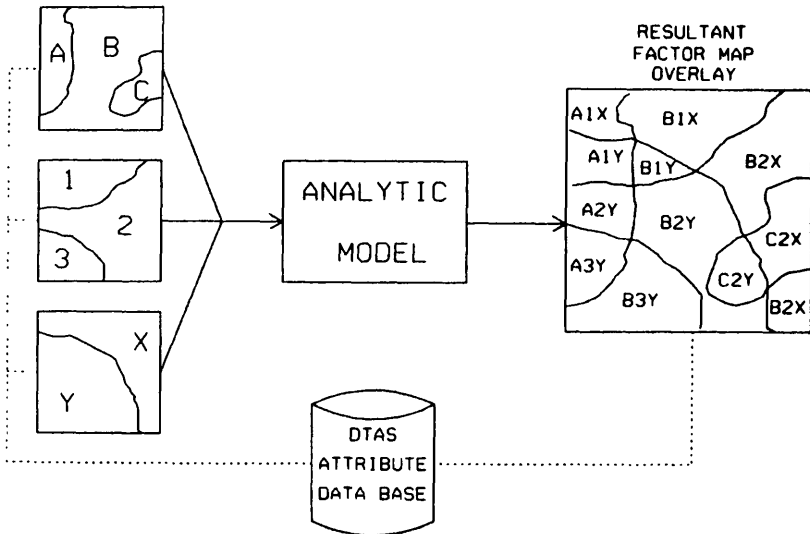 A
B
C
1
2
3
X
Y
ANALYTIC
MODEL
RESULTANT
FACTOR MAP
OVERLAY
A1X
B1X
A1Y
B1Y
B2X
A2Y
B2Y
C2X
A3Y
C2Y
B3Y
B2X
DTAS
ATTRIBUTE
DATA BASE